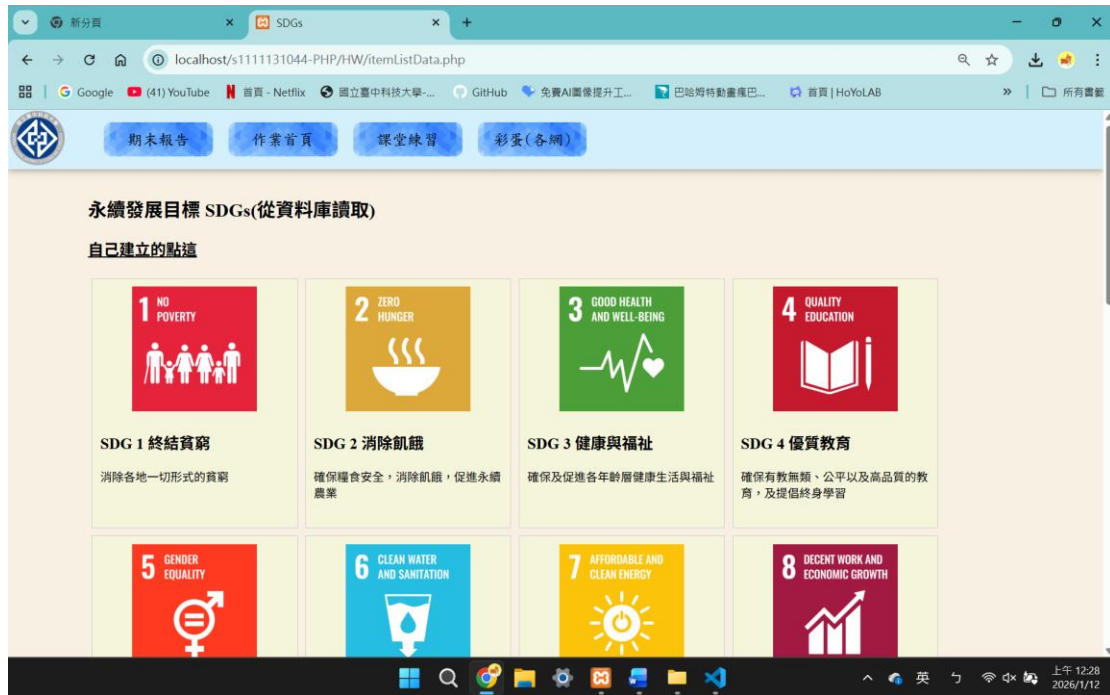 新分頁
SDGs
localhost/s1111131044-PHP/HW/itemListData.php
Google
(41) YouTube
首頁 - Netflix
國立臺中科技大學-...
GitHub
免費AI圖像提升工...
巴哈姆特動畫瘋巴...
首頁 | HoYoLAB
所有書籤
期末報告
作業首頁
課堂練習
彩蛋(各網)
永續發展目標 SDGs(從資料庫讀取)
自己建立的點這
1 NO
POVERTY
2 ZERO
HUNGER
3 GOOD HEALTH
AND WELL-BEING
4 QUALITY
EDUCATION
SDG 1 終結貧窮
SDG 2 消除飢餓
SDG 3 健康與福祉
SDG 4 優質教育
消除各地一切形式的貧窮
確保糧食安全，消除飢餓，促進永續
農業
確保及促進各年齡層健康生活與福祉
確保有教無類、公平以及高品質的教
育，及提倡終身學習
5 GENDER
EQUALITY
6 CLEAN WATER
AND SANITATION
7 AFFORDABLE AND
CLEAN ENERGY
8 DECENT WORK AND
ECONOMIC GROWTH
英
ㄅ
上午 12:28
2026/1/12